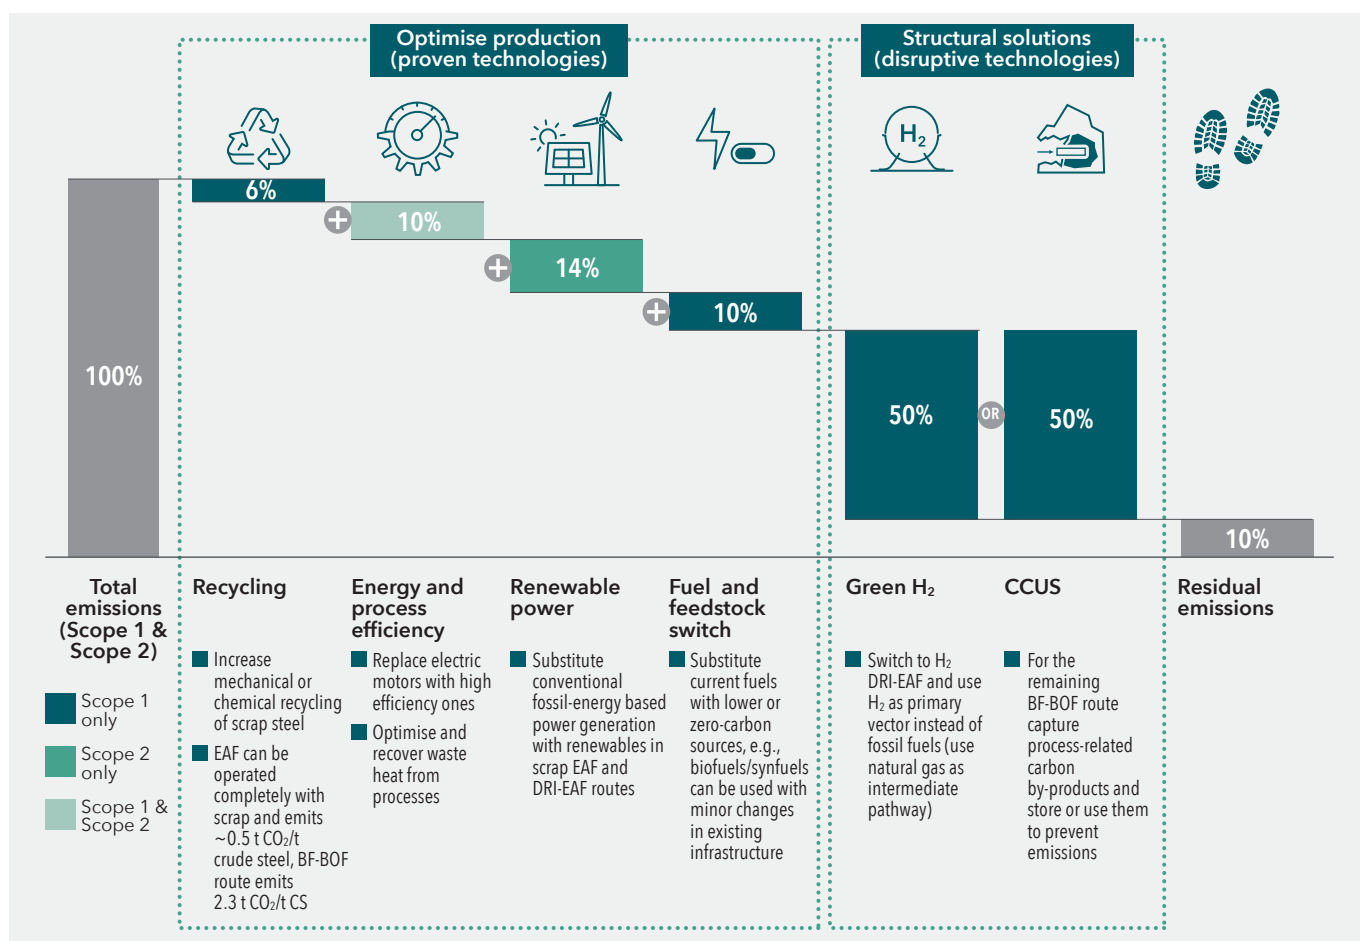 Optimise production
(proven technologies)
Structural solutions
(disruptive technologies)
H2
100%
6%
10%
14%
10%
50%
OR
50%
10%
Total
emissions
(Scope 1 &
Scope 2)
Scope 1
only
Scope 2
only
Scope 1 &
Scope 2
Recycling
Increase
mechanical or
chemical recycling
of scrap steel
EAF can be
operated
completely with
scrap and emits
~0.5 t CO2/t
crude steel, BF-BOF
route emits
2.3 t CO2/t CS
Energy and
process
efficiency
Replace electric
motors with high
efficiency ones
Optimise and
recover waste
heat from
processes
Renewable
power
Substitute
conventional
fossil-energy based
power generation
with renewables in
scrap EAF and
DRI-EAF routes
Fuel and
feedstock
switch
Substitute
current fuels
with lower or
zero-carbon
sources, e.g.,
biofuels/synfuels
can be used with
minor changes
in existing
infrastructure
Green H2
Switch to H2
DRI-EAF and use
H2 as primary
vector instead of
fossil fuels (use
natural gas as
intermediate
pathway)
CCUS
For the
remaining
BF-BOF route
capture
process-related
carbon
by-products and
store or use them
to prevent
emissions
Residual
emissions